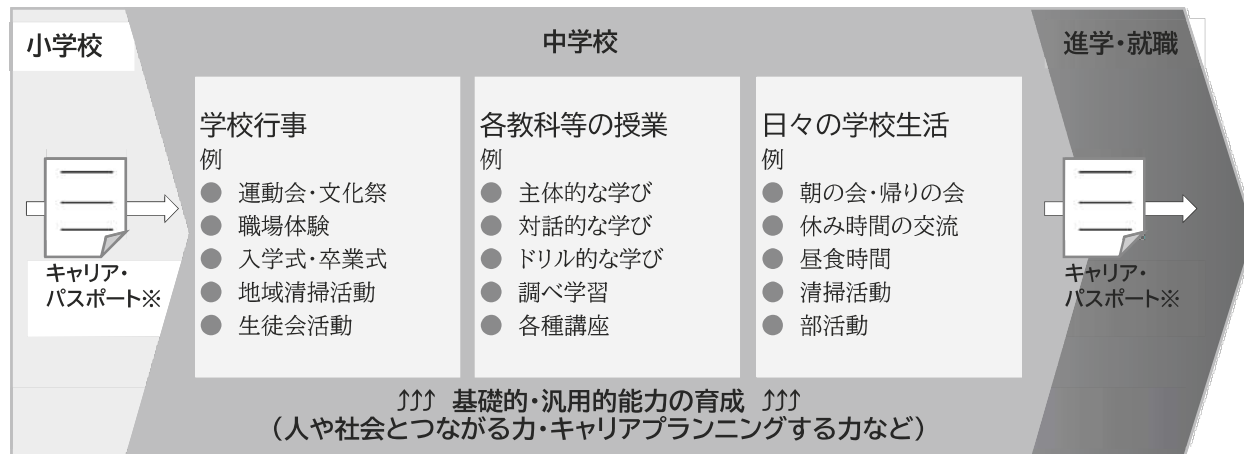 小学校
キャリア・
パスポート※
中学校
学校行事
例
● 運動会・文化祭
● 職場体験
● 入学式・卒業式
● 地域清掃活動
● 生徒会活動
各教科等の授業
例
● 主体的な学び
● 対話的な学び
● ドリル的な学び
● 調べ学習
● 各種講座
日々の学校生活
例
● 朝の会・帰りの会
● 休み時間の交流
● 昼食時間
● 清掃活動
● 部活動
⤴⤴⤴ 基礎的・汎用的能力の育成 ⤴⤴⤴
（人や社会とつながる力・キャリアプランニングする力など）
進学・就職
キャリア・
パスポート※